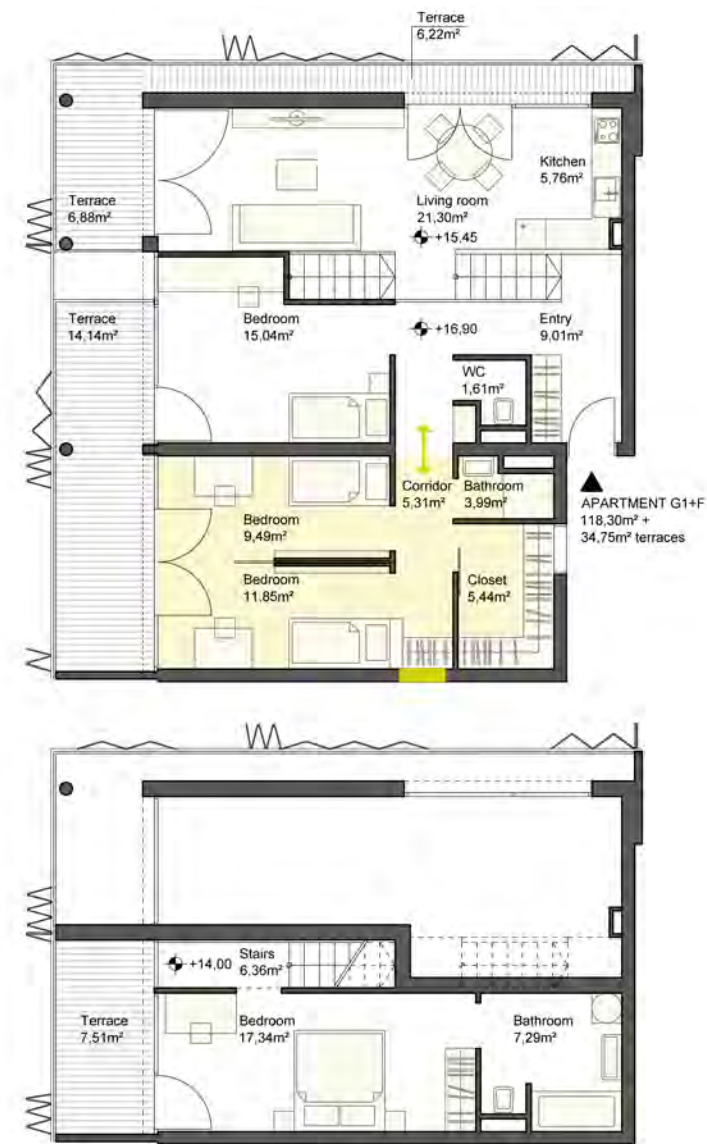 Terrace
6,22m²
Kitchen
5,76m²
Terrace
6,88m²
Living room
21,30m²
+15,45
Terrace
14,14m²
Bedroom
15,04m²
+16,90
Entry
9,01m²
WC
1,61m²
Corridor
5,31m²
Bathroom
3,99m²
APARTMENT G1+F
118,30m² +
34,75m² terraces
Bedroom
9,49m²
Bedroom
11.85m²
Closet
5,44m²
+14,00
Stairs
6,36m²
Terrace
7,51m²
Bedroom
17,34m²
Bathroom
7,29m²